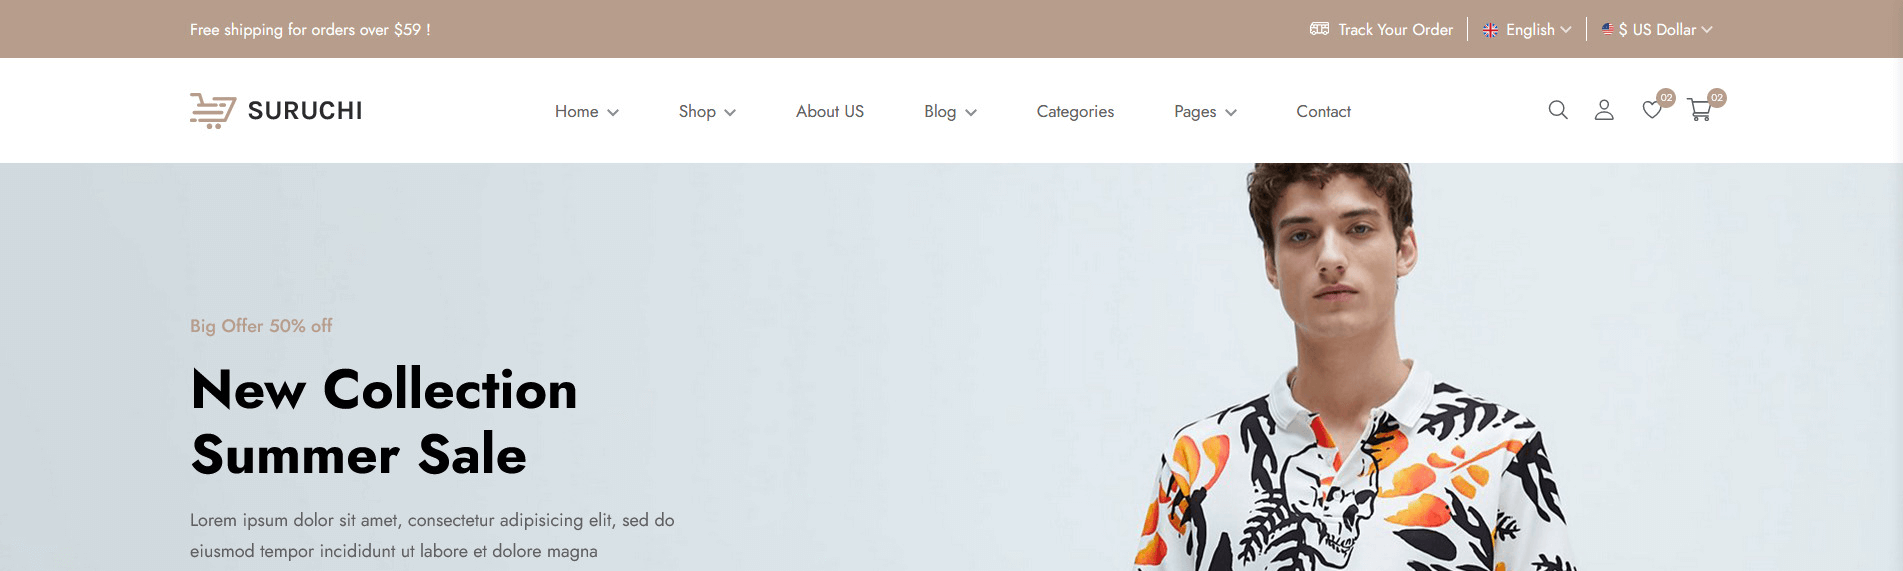 Free shipping for orders over $59 !
Track Your Order
English
$ US Dollar
SURUCHI
Home
Shop
About US
Blog
Categories
Pages
Contact
02
02
Big Offer 50% off
New Collection
Summer Sale
Lorem ipsum dolor sit amet, consectetur adipisicing elit, sed do
eiusmod tempor incididunt ut labore et dolore magna